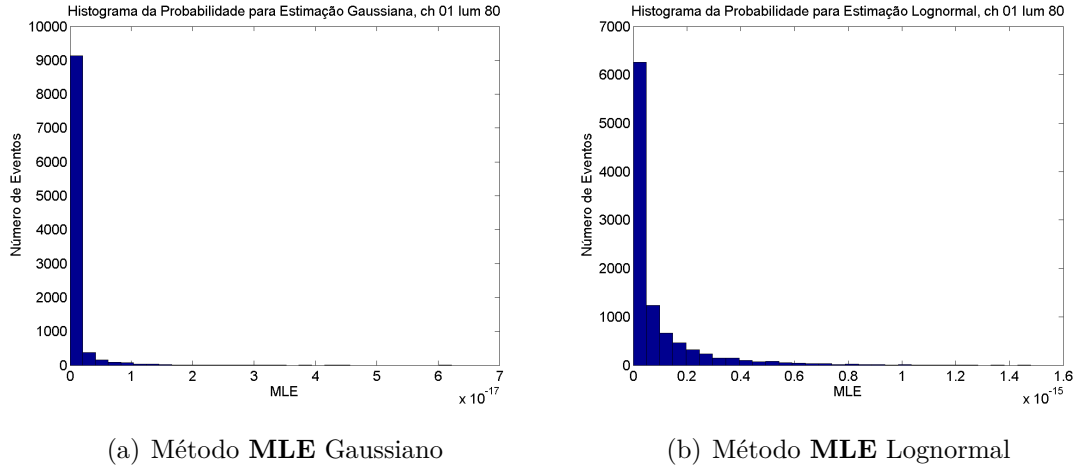 Histograma da Probabilidade para Estimação Gaussiana, ch 01 lum 80
10000
9000
8000
7000
6000
5000
4000
3000
2000
1000
0
Número de Eventos
0 1 2 3 4 5 6 7
MLE
x 10^-17
(a) Método MLE Gaussiano
Histograma da Probabilidade para Estimação Lognormal, ch 01 lum 80
7000
6000
5000
4000
3000
2000
1000
0
Número de Eventos
0 0.2 0.4 0.6 0.8 1 1.2 1.4 1.6
MLE
x 10^-15
(b) Método MLE Lognormal